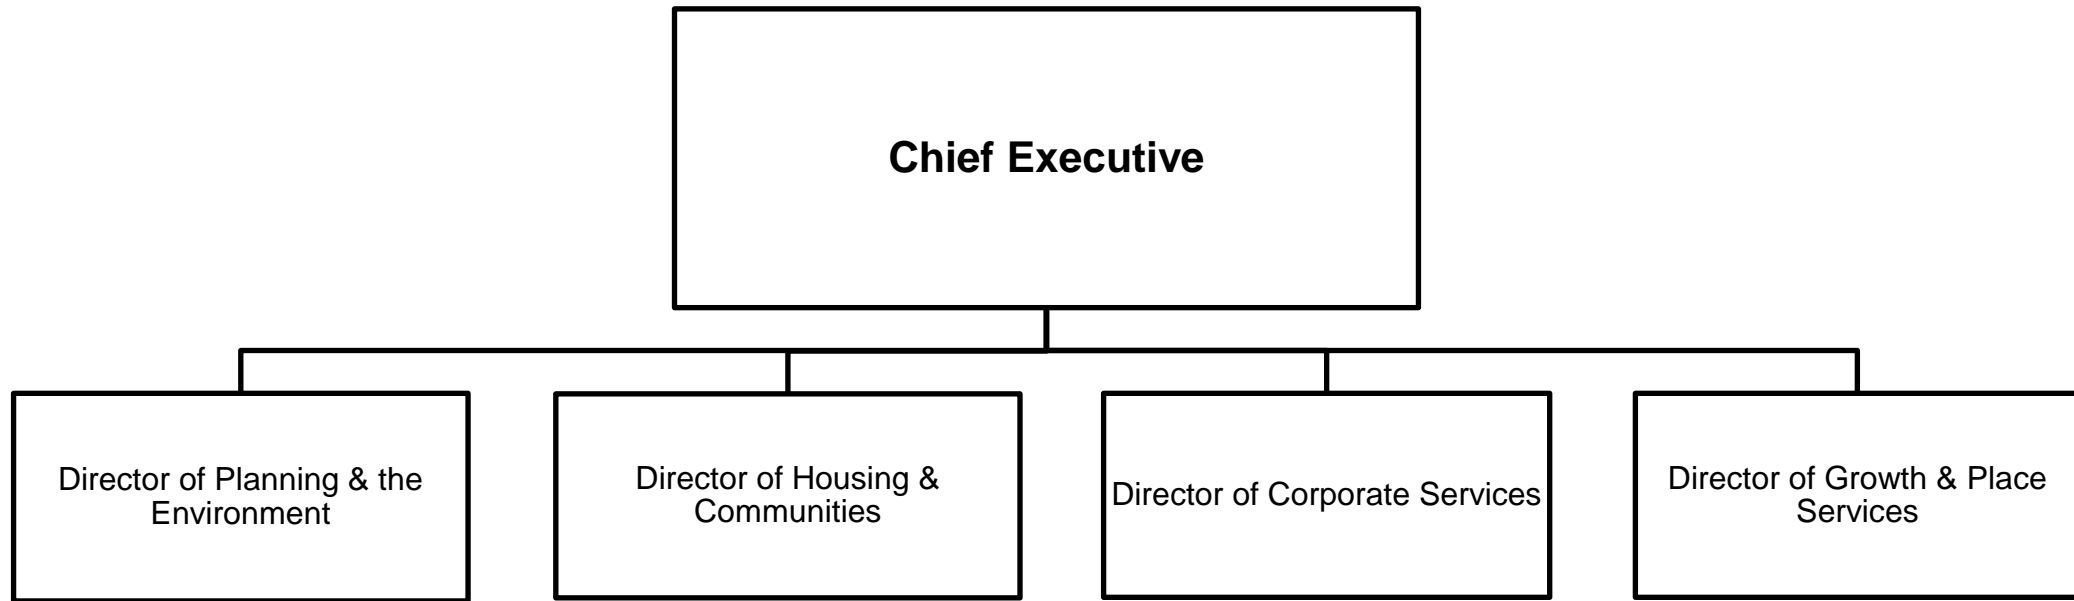 Chief Executive
Director of Planning & the
Environment
Director of Housing &
Communities
Director of Corporate Services
Director of Growth & Place
Services